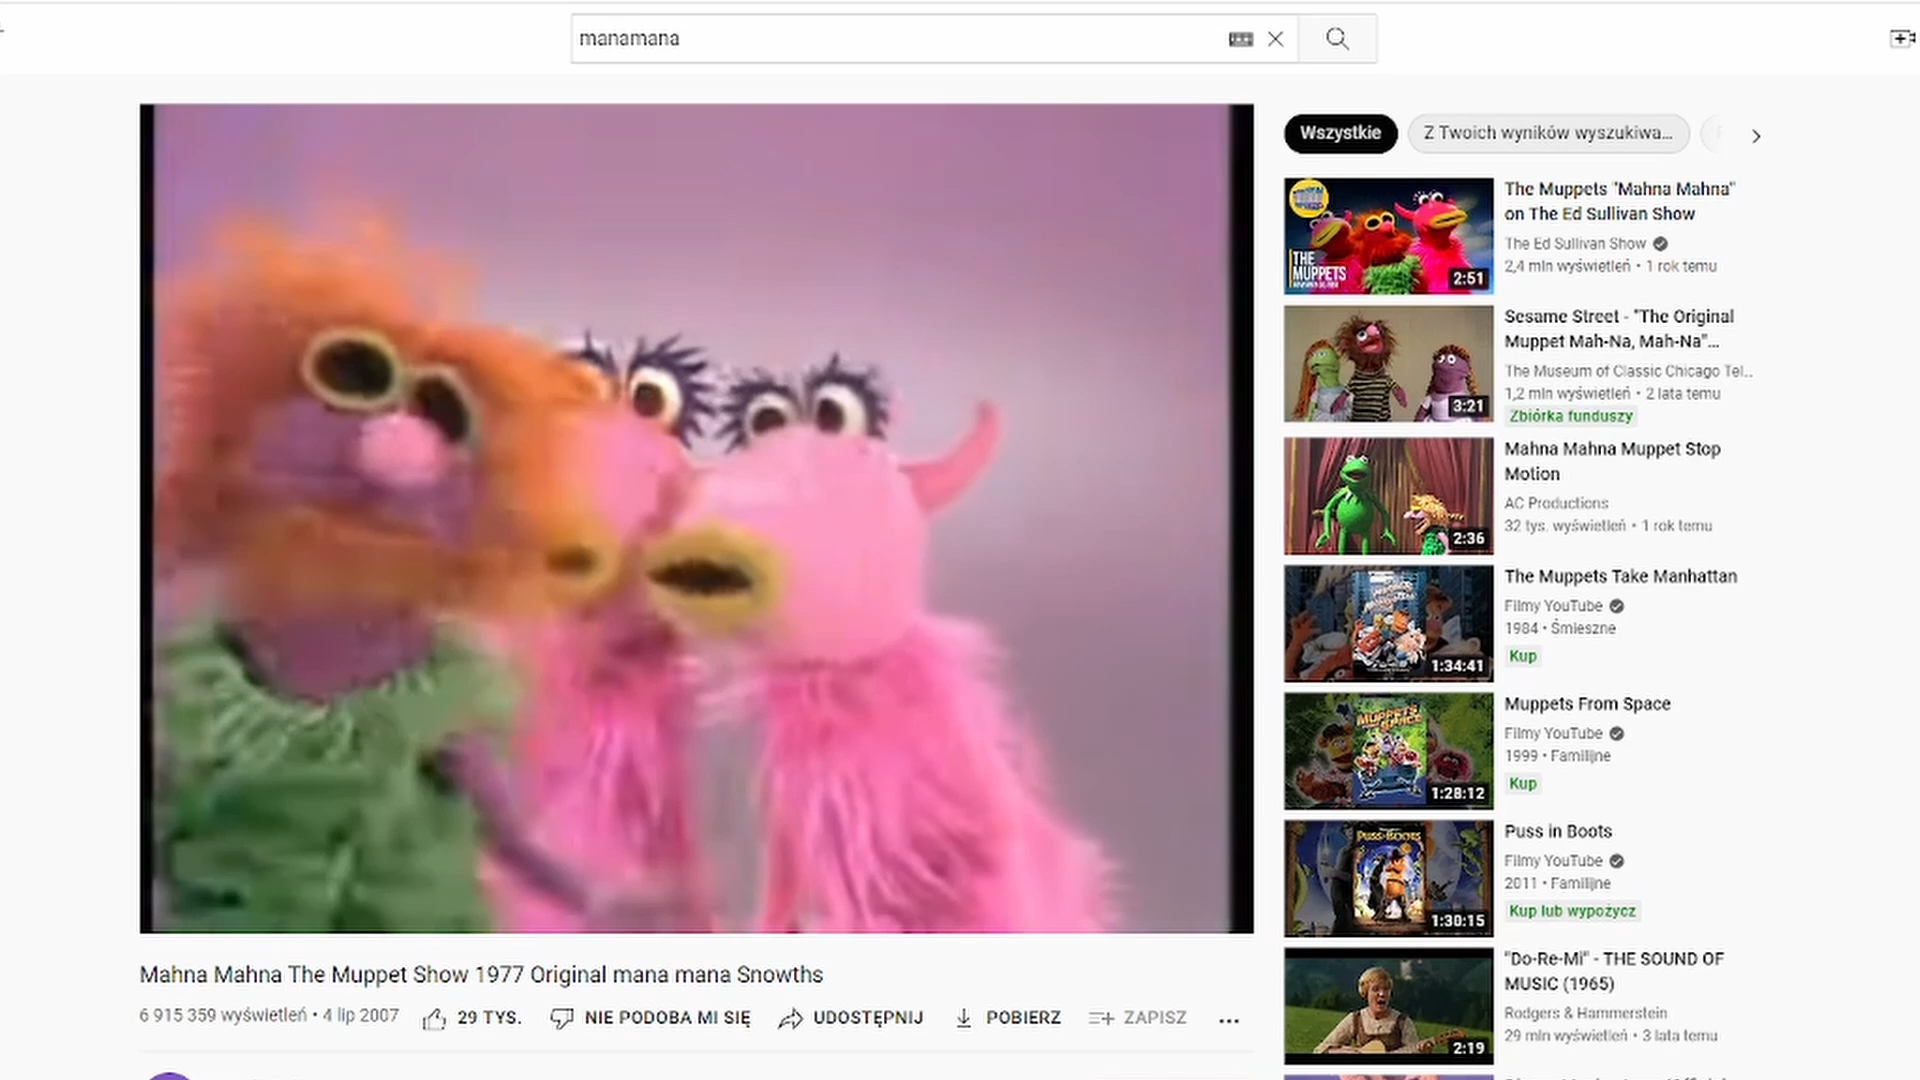 manamana
Wszystkie
Z Twoich wyników wyszukiwa...
THE
MUPPETS
2:51
The Muppets "Mahna Mahna"
on The Ed Sullivan Show
The Ed Sullivan Show
2,4 mln wyświetleń • 1 rok temu
3:21
Sesame Street - "The Original
Muppet Mah-Na, Mah-Na"...
The Museum of Classic Chicago Tel...
1,2 mln wyświetleń • 2 lata temu
Zbiórka funduszy
2:36
Mahna Mahna Muppet Stop
Motion
AC Productions
32 tys. wyświetleń • 1 rok temu
1:34:41
The Muppets Take Manhattan
Filmy YouTube
1984 • Śmieszne
Kup
MUPPETS
SPACE
1:28:12
Muppets From Space
Filmy YouTube
1999 • Familijne
Kup
PUSS IN BOOTS
1:30:15
Puss in Boots
Filmy YouTube
2011 • Familijne
Kup lub wypożycz
2:19
"Do-Re-Mi" - THE SOUND OF
MUSIC (1965)
Rodgers & Hammerstein
29 mln wyświetleń • 3 lata temu
Mahna Mahna The Muppet Show 1977 Original mana mana Snowths
6 915 359 wyświetleń • 4 lip 2007
29 TYS.
NIE PODOBA MI SIĘ
UDOSTĘPNIJ
POBIERZ
ZAPISZ